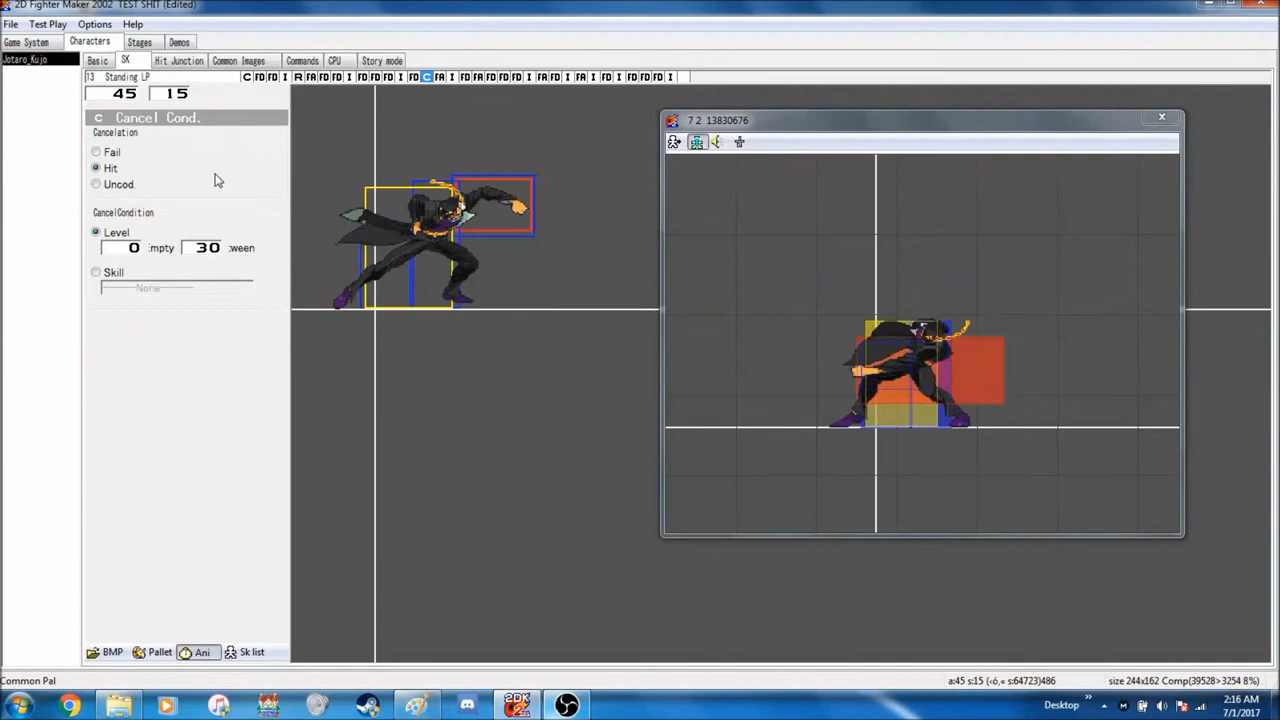 2D Fighter Maker 2002 TEST SHIT (Edited)
File Test Play Options Help
Game System Characters Stages Demos
Jotaro_Kujo
Basic SK Hit Junction Common Images Commands CPU Story mode
13 Standing LP
C FD FD I R FA FD FD I FD FD FD I FD C FA I FD FA FD FD FD I FA FD I FA I FD I FD FD FD I
45 15
C Cancel Cond.
Cancelation
Fail
Hit
Uncod.
CancelCondition
Level
0 Empty 30 tween
Skill
None
7 2 13830676
BMP Pallet Ani Sk list
Common Pal
size 244x162 Comp(39528>3254 8%)
Desktop
2:16 AM
7/1/2017